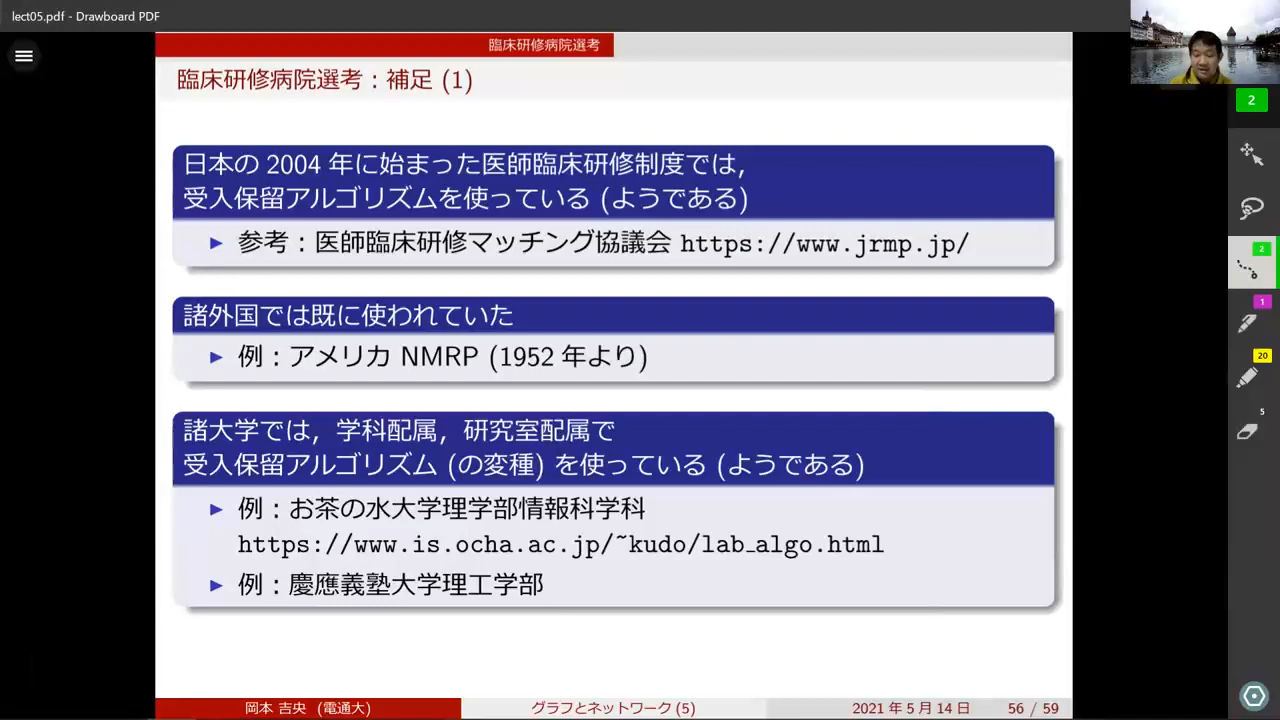 lect05.pdf - Drawboard PDF
臨床研修病院選考
臨床研修病院選考：補足 (1)
日本の 2004 年に始まった医師臨床研修制度では，
受入保留アルゴリズムを使っている (ようである)
▶ 参考：医師臨床研修マッチング協議会 https://www.jrmp.jp/
諸外国では既に使われていた
▶ 例：アメリカ NMRP (1952 年より)
諸大学では，学科配属，研究室配属で
受入保留アルゴリズム (の変種) を使っている (ようである)
▶ 例：お茶の水大学理学部情報科学科
https://www.is.ocha.ac.jp/~kudo/lab_algo.html
▶ 例：慶應義塾大学理工学部
岡本 吉央 (電通大)
グラフとネットワーク (5)
2021 年 5 月 14 日
56 / 59
2
2
1
20
5